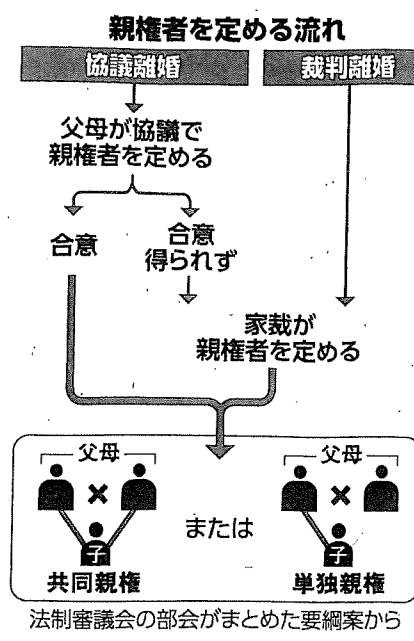 親権者を定める流れ
協議離婚
裁判離婚
父母が協議で
親権者を定める
合意
合意
得られず
家裁が
親権者を定める
父母
子
共同親権
または
父母
子
単独親権
法制審議会の部会がまとめた要綱案から